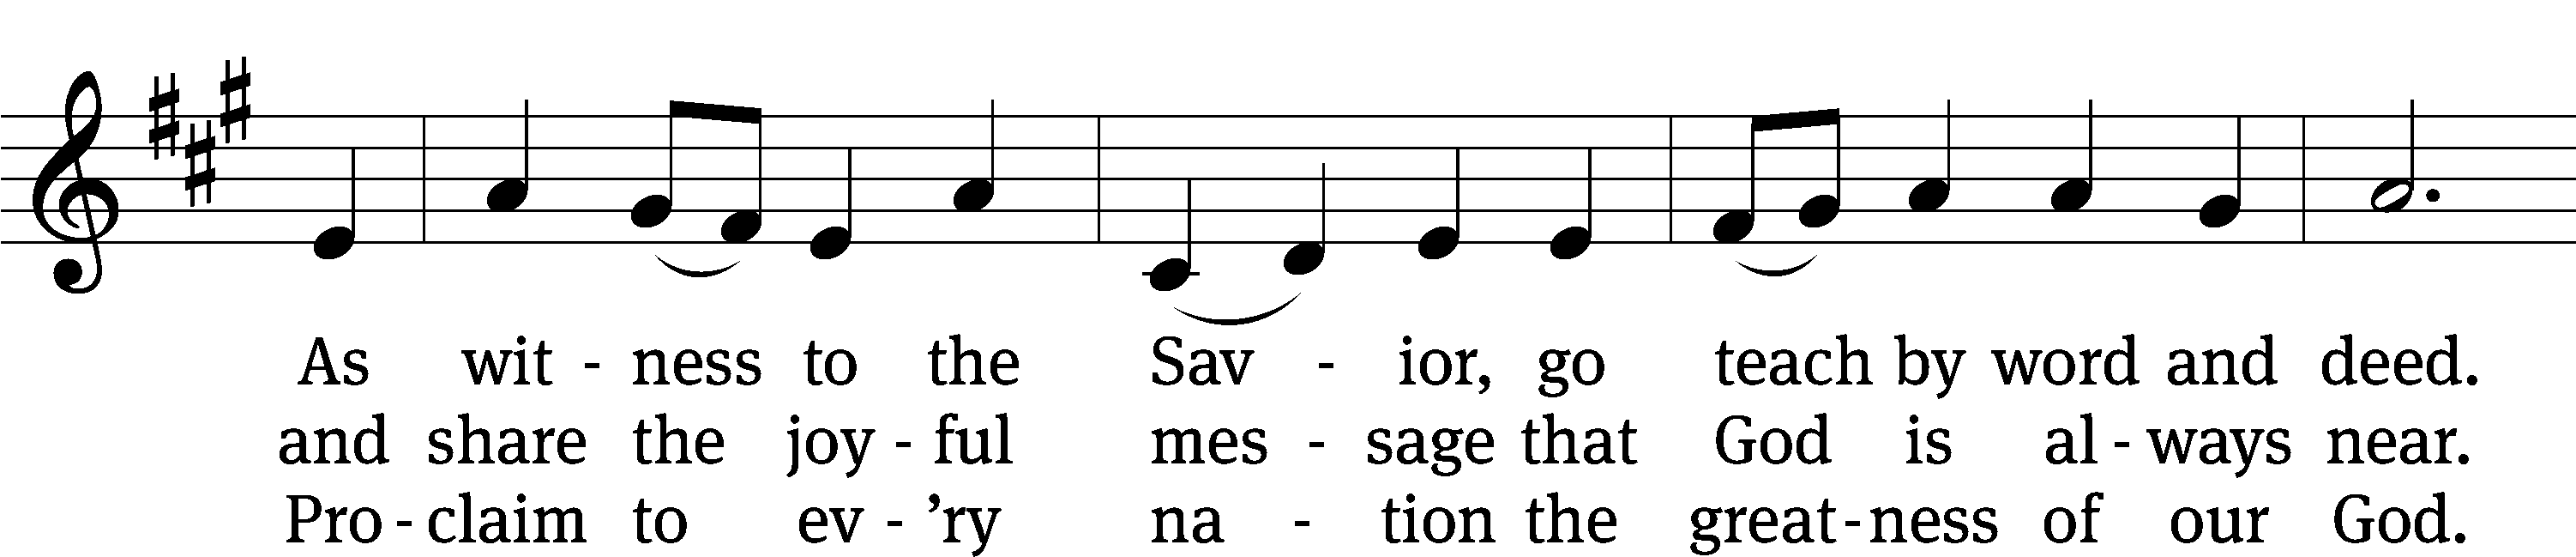 As wit - ness to the Sav - ior, go teach by word and deed.
and share the joy - ful mes - sage that God is al - ways near.
Pro - claim to ev - ’ry na - tion the great - ness of our God.